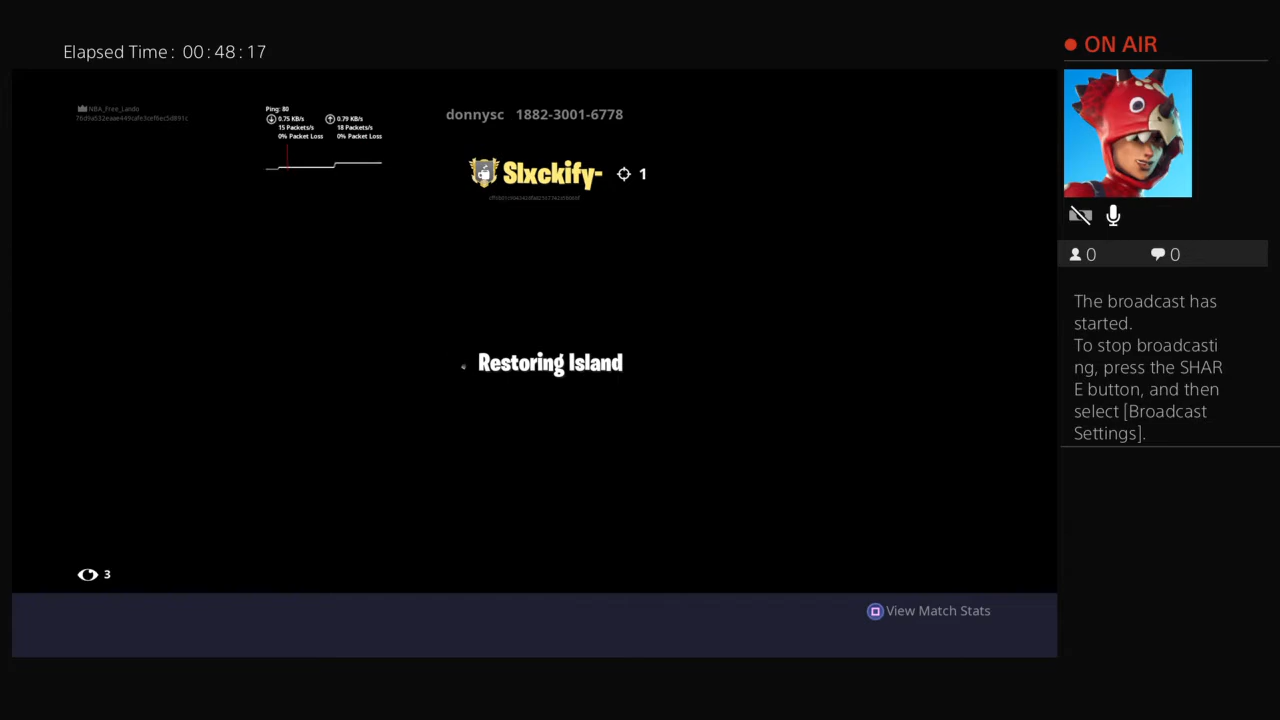 Elapsed Time: 00:48:17
ON AIR
NBA_Free_Lando
Ping: 80
0.75 KB/s 0.79 KB/s
15 Packets/s 18 Packets/s
0% Packet Loss 0% Packet Loss
donnysc 1882-3001-6778
Slxckify- 1
0 0
The broadcast has
started.
To stop broadcasti
ng, press the SHAR
E button, and then
select [Broadcast
Settings].
Restoring Island
3
View Match Stats